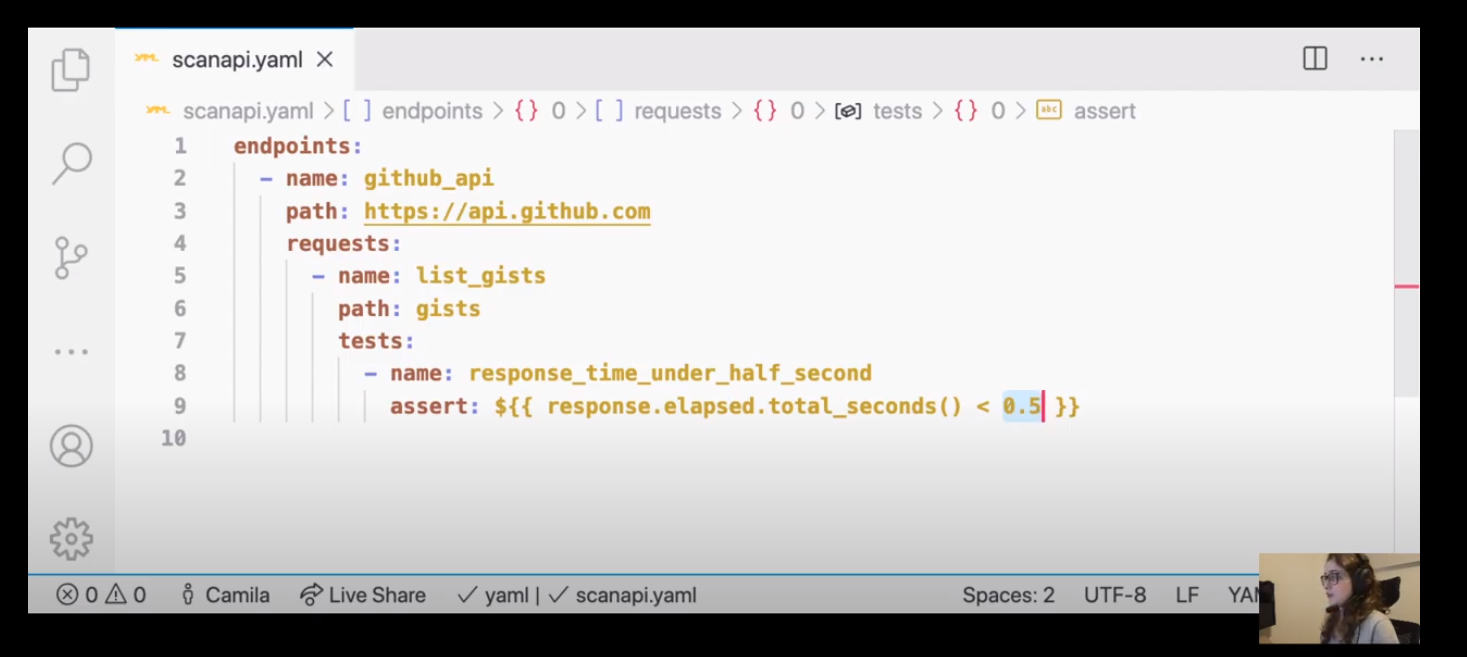 scanapi.yaml
scanapi.yaml > [ ] endpoints > {} 0 > [ ] requests > {} 0 > tests > {} 0 > abc assert
1 endpoints:
2 - name: github_api
3 path: https://api.github.com
4 requests:
5 - name: list_gists
6 path: gists
7 tests:
8 - name: response_time_under_half_second
9 assert: ${{ response.elapsed.total_seconds() < 0.5 }}
10
0 0 Camila Live Share ✓ yaml | ✓ scanapi.yaml Spaces: 2 UTF-8 LF